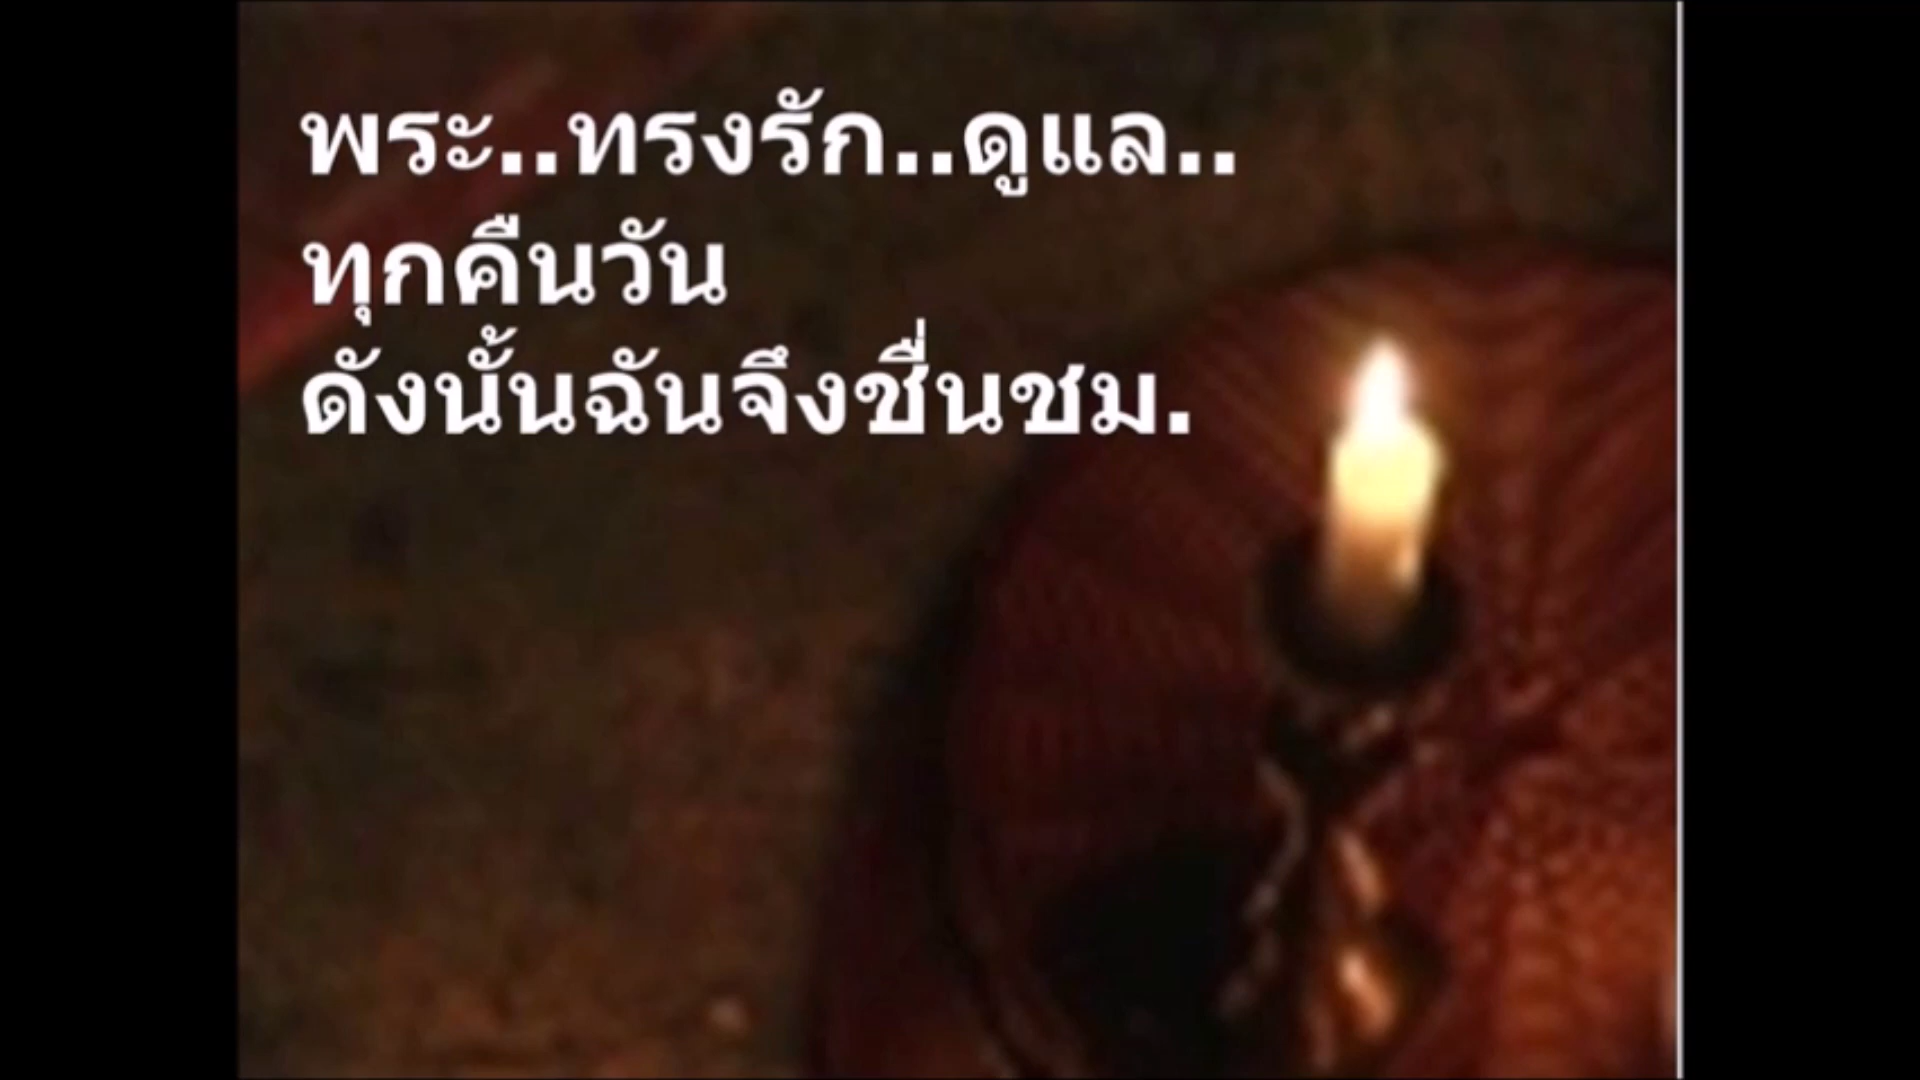 พระ..ทรงรัก..ดูแล..
ทุกคืนวัน
ดังนั้นฉันจึงชื่นชม.